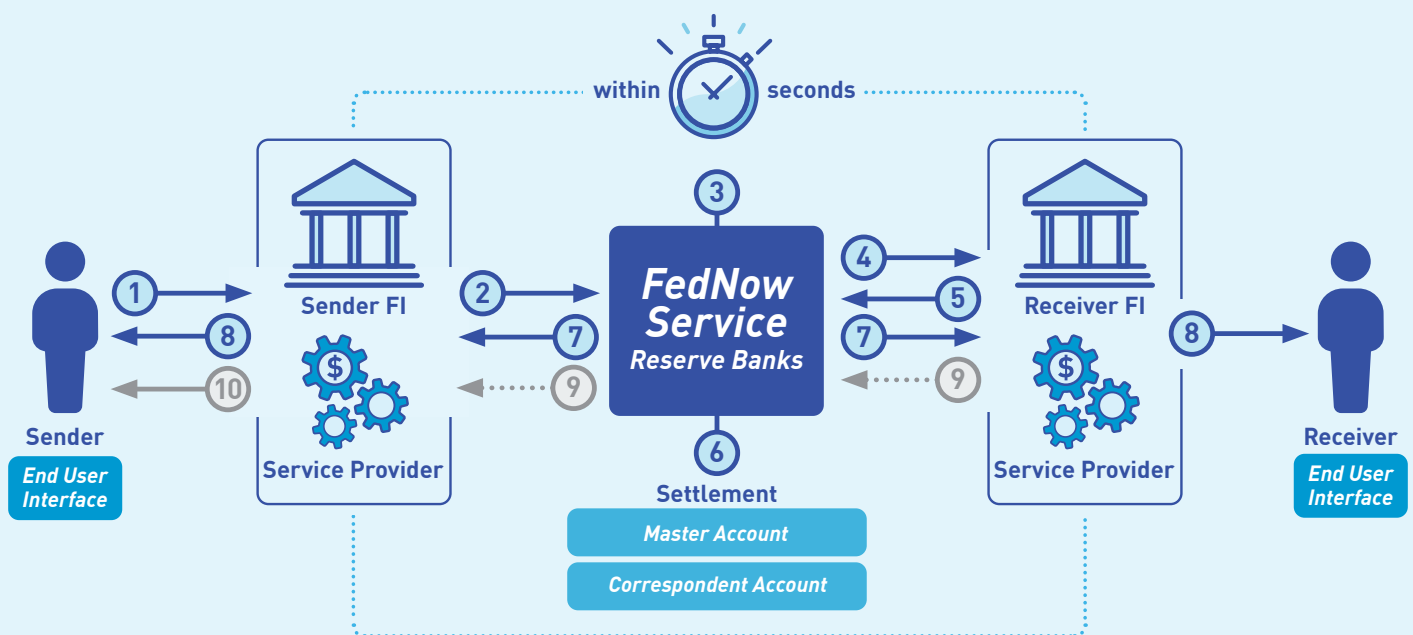 within seconds
3
1
8
10
Sender
End User
Interface
Sender FI
$
Service Provider
2
7
9
FedNow
Service
Reserve Banks
6
Settlement
Master Account
Correspondent Account
4
5
7
9
Receiver FI
$
Service Provider
8
Receiver
End User
Interface